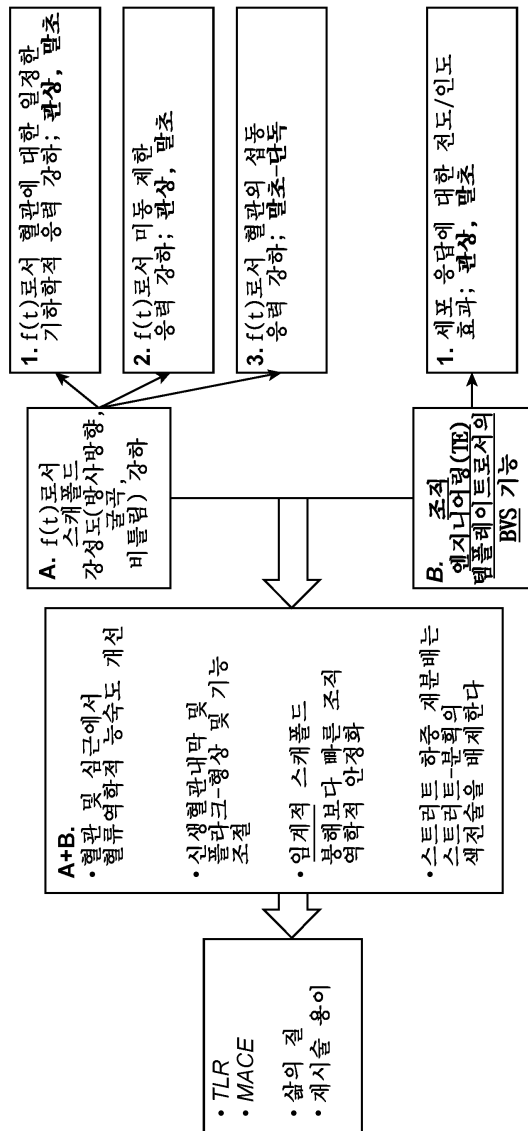 • TLR
• MACE
• 삶의 질
• 재시술 용이
A+B.
• 혈관 및 심근에서
혈류역학적 능숙도 개선
• 신생혈관내막 및
플라크-형상 및 기능
조절
• 임계적 스캐폴드
붕해보다 빠른 조직
역학적 안정화
• 스트러트 하중 재분배는
스트러트-분획의
색전술을 배제한다
A. f(t)로서
스캐폴드
강성도(방사방향,
굴곡,
비틀림) 강하
B. 조직
엔지니어링(TE)
템플레이트로서의
BVS 기능
1. f(t)로서 혈관에 대한 일정한
기하학적 응력 강하; 관상, 말초
2. f(t)로서 미동 제한
응력 강하; 관상, 말초
3. f(t)로서 혈관외 섭동
응력 강하; 말초-단독
1. 세포 응답에 대한 전도/인도
효과; 관상, 말초